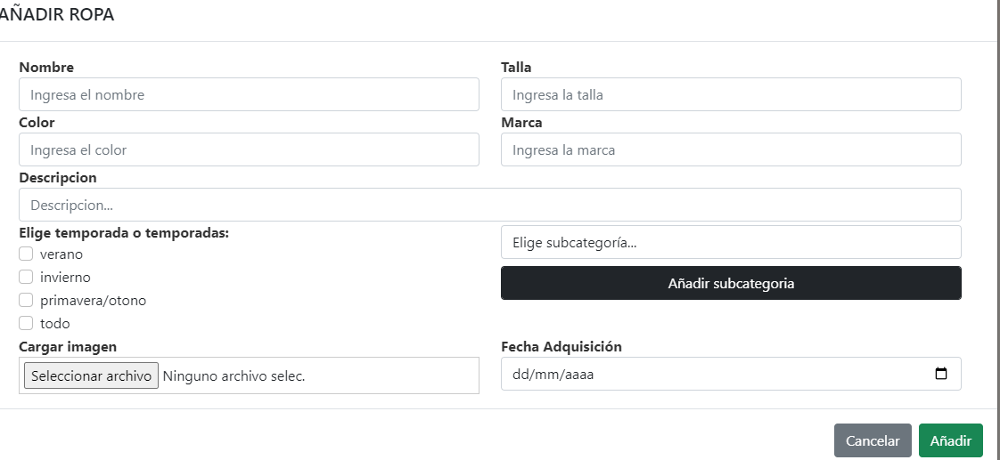 AÑADIR ROPA
Nombre
Talla
Ingresa el nombre
Ingresa la talla
Color
Marca
Ingresa el color
Ingresa la marca
Descripcion
Descripcion...
Elige temporada o temporadas:
Elige subcategoría...
verano
invierno
Añadir subcategoria
primavera/otono
todo
Cargar imagen
Fecha Adquisición
Seleccionar archivo Ninguno archivo selec.
dd/mm/aaaa
Cancelar
Añadir